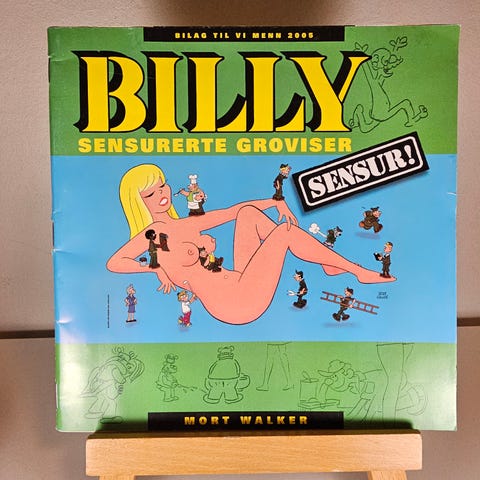 BILAG TIL VI MENN 2005
BILLY
SENSURERTE GROVISER
SENSUR!
MORT WALKER